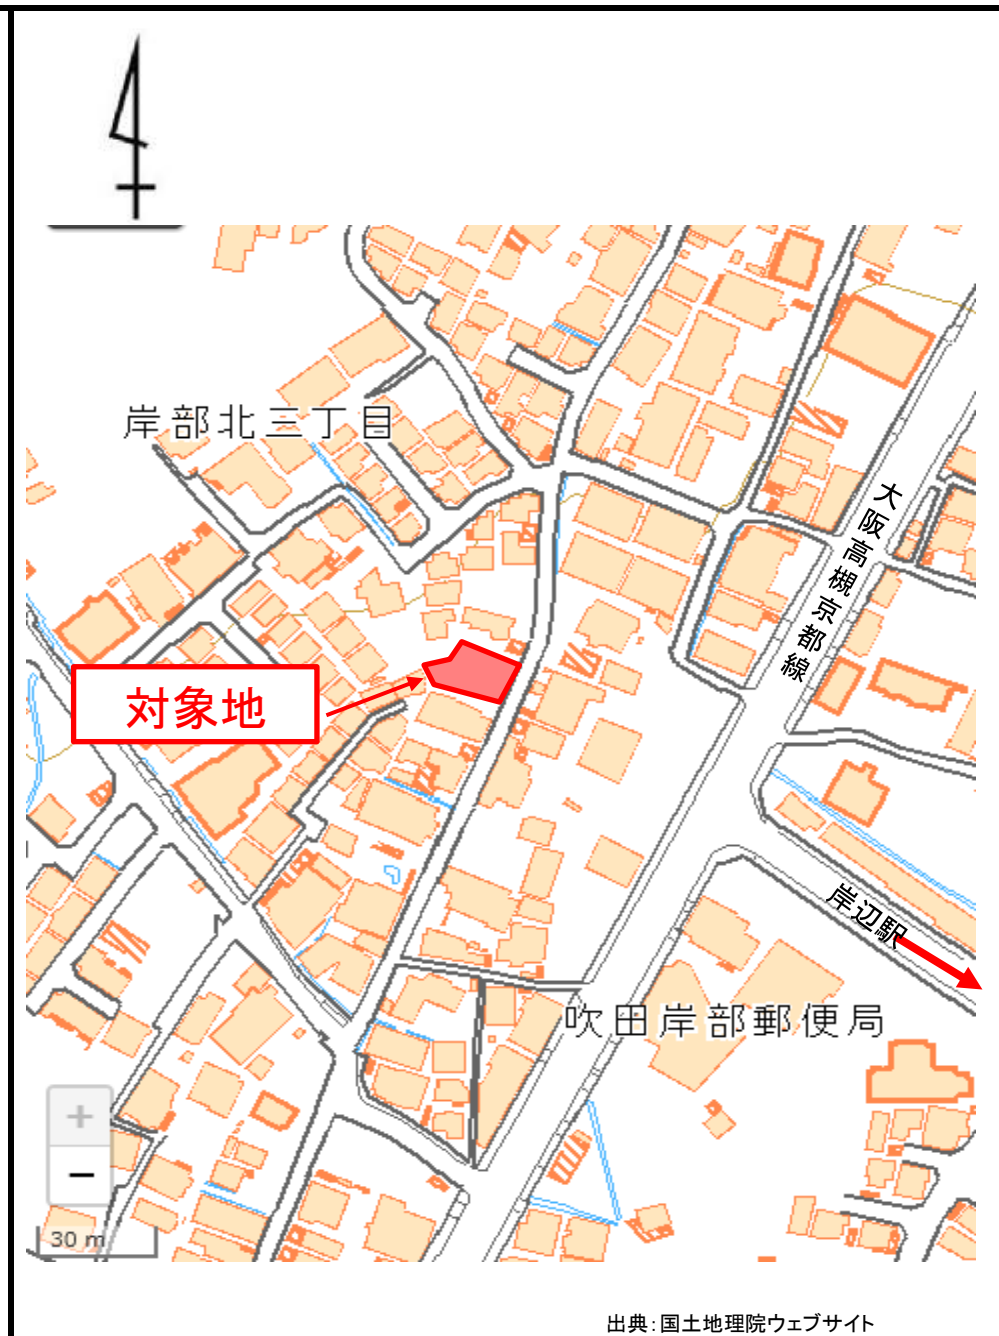 岸部北三丁目
大阪高槻京都線
対象地
岸辺駅
吹田岸部郵便局
+
−
30 m
出典：国土地理院ウェブサイト